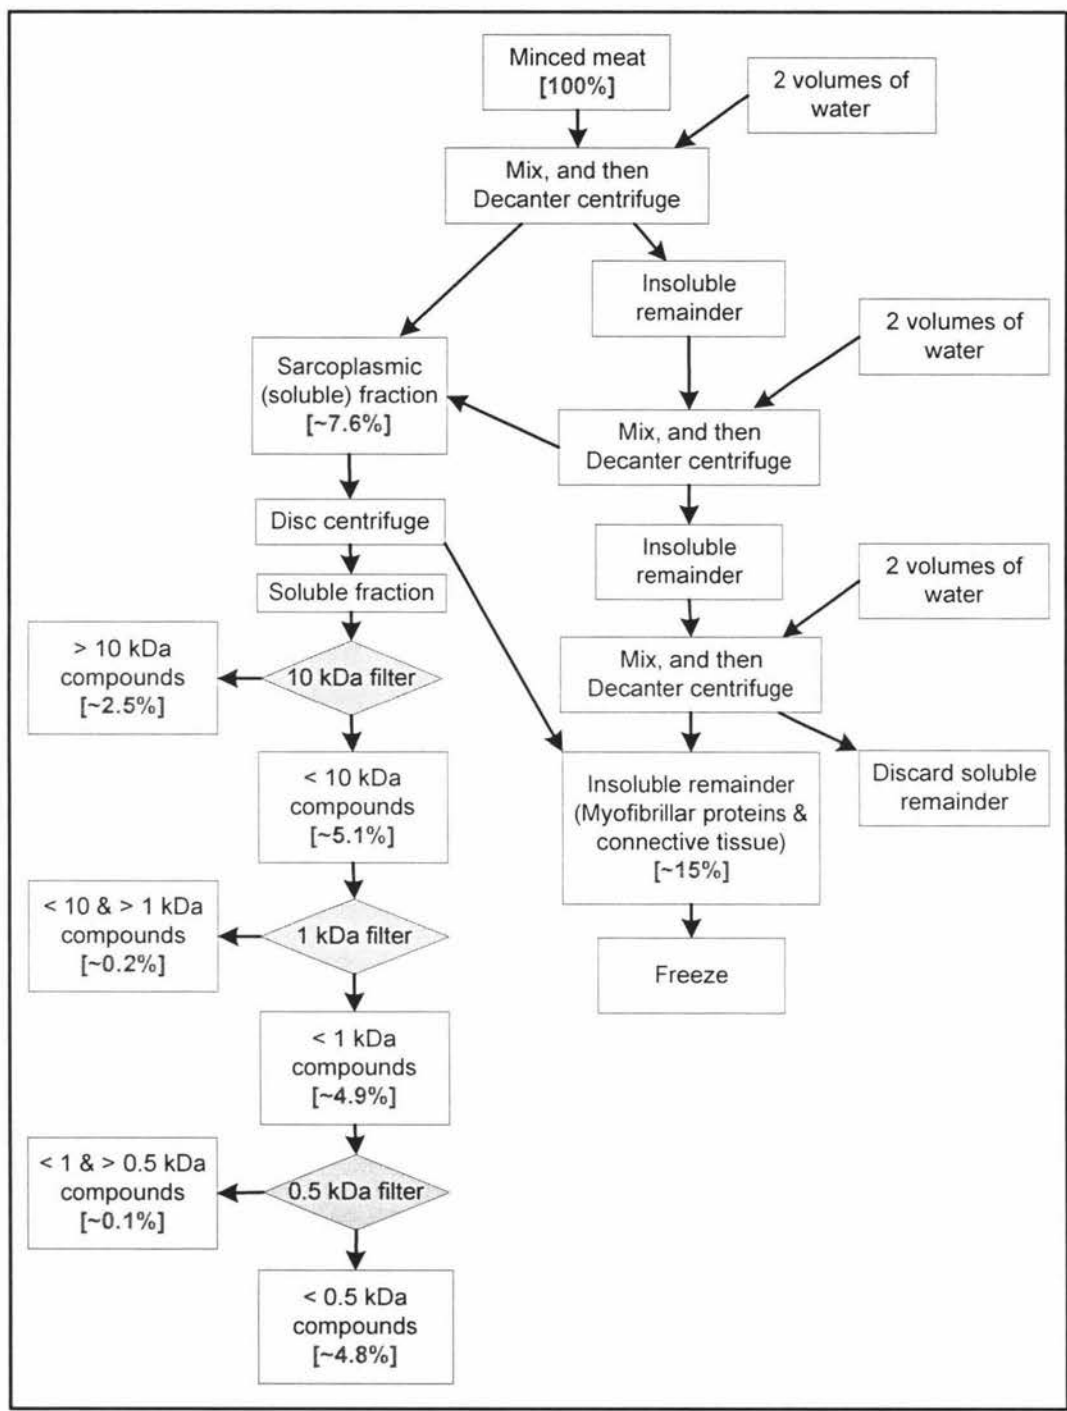 Minced meat
[100%]
2 volumes of
water
Mix, and then
Decanter centrifuge
Insoluble
remainder
2 volumes of
water
Sarcoplasmic
(soluble) fraction
[~7.6%]
Mix, and then
Decanter centrifuge
Disc centrifuge
Insoluble
remainder
2 volumes of
water
Soluble fraction
> 10 kDa
compounds
[~2.5%]
10 kDa filter
Mix, and then
Decanter centrifuge
< 10 kDa
compounds
[~5.1%]
Insoluble remainder
(Myofibrillar proteins &
connective tissue)
[~15%]
Discard soluble
remainder
< 10 & > 1 kDa
compounds
[~0.2%]
1 kDa filter
Freeze
< 1 kDa
compounds
[~4.9%]
< 1 & > 0.5 kDa
compounds
[~0.1%]
0.5 kDa filter
< 0.5 kDa
compounds
[~4.8%]